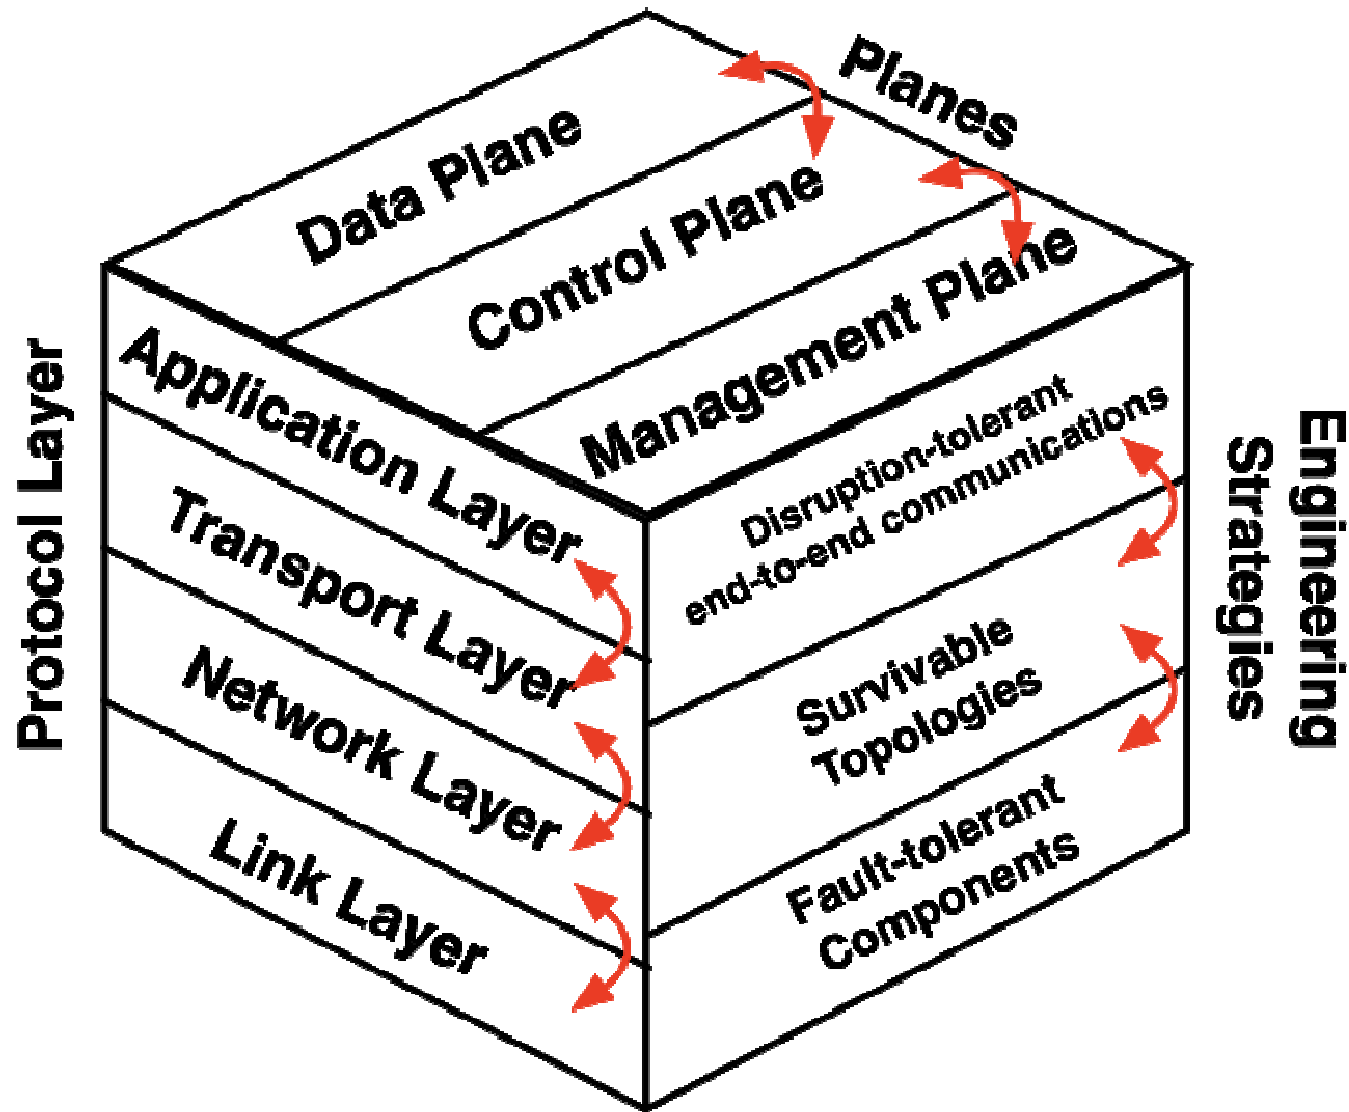 Planes
Data Plane
Control Plane
Management Plane
Protocol Layer
Application Layer
Transport Layer
Network Layer
Link Layer
Engineering
Strategies
Disruption-tolerant
end-to-end communications
Survivable
Topologies
Fault-tolerant
Components